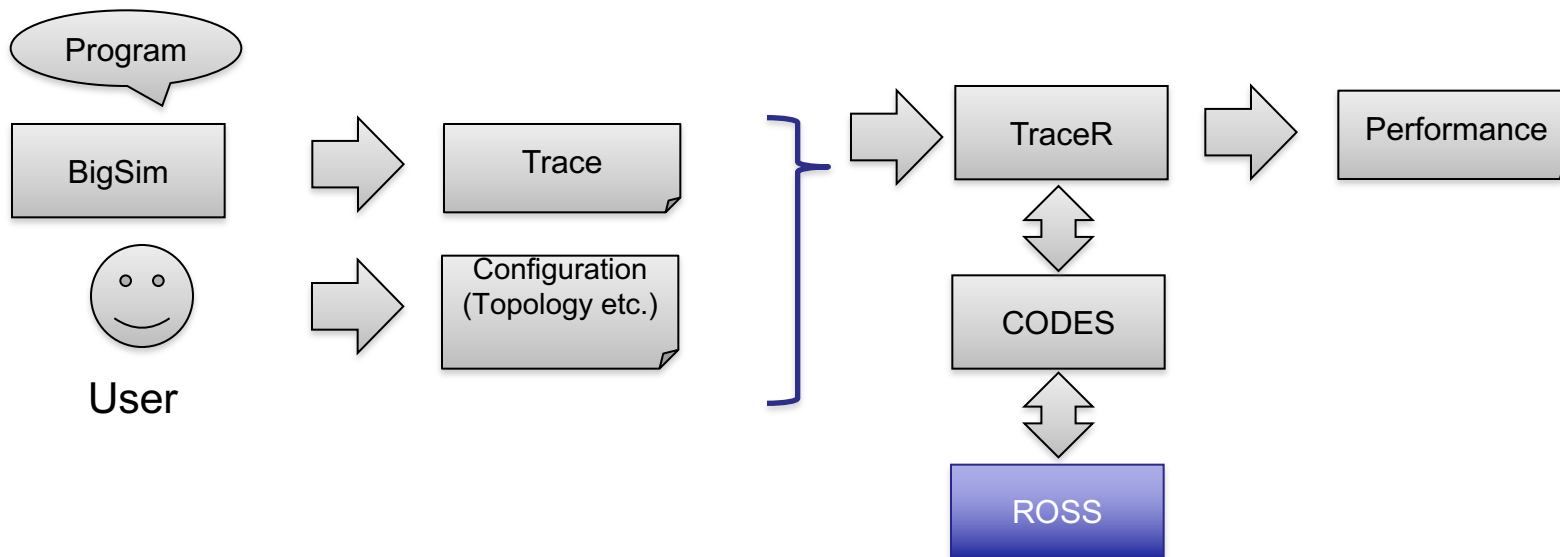 Program
BigSim
Trace
User
Configuration
(Topology etc.)
TraceR
Performance
CODES
ROSS